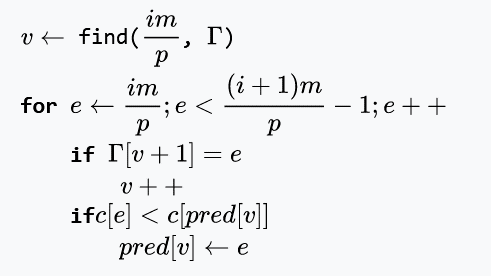 v ← find(im/p, Γ)
for e ← im/p; e < (i + 1)m/p − 1; e + +
if Γ[v + 1] = e
v + +
ifc[e] < c[pred[v]]
pred[v] ← e